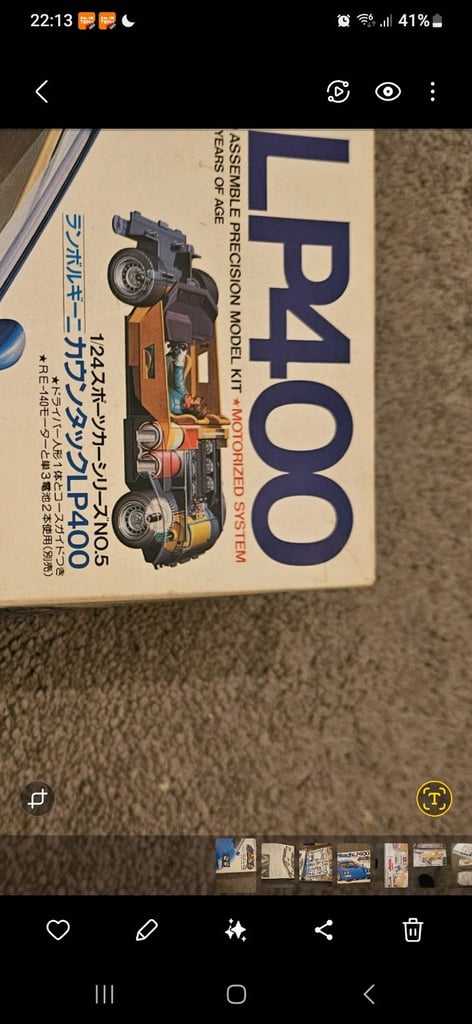 22:13
41%
LP400
ASSEMBLE PRECISION MODEL KIT ★MOTORIZED SYSTEM
YEARS OF AGE
1/24スポーツカーシリーズNO.5
ランボルギーニカウンタックLP400
★ドライバー人形1体とコースガイドつき
★RE-140モーターと単3電池2本使用(別売)
T